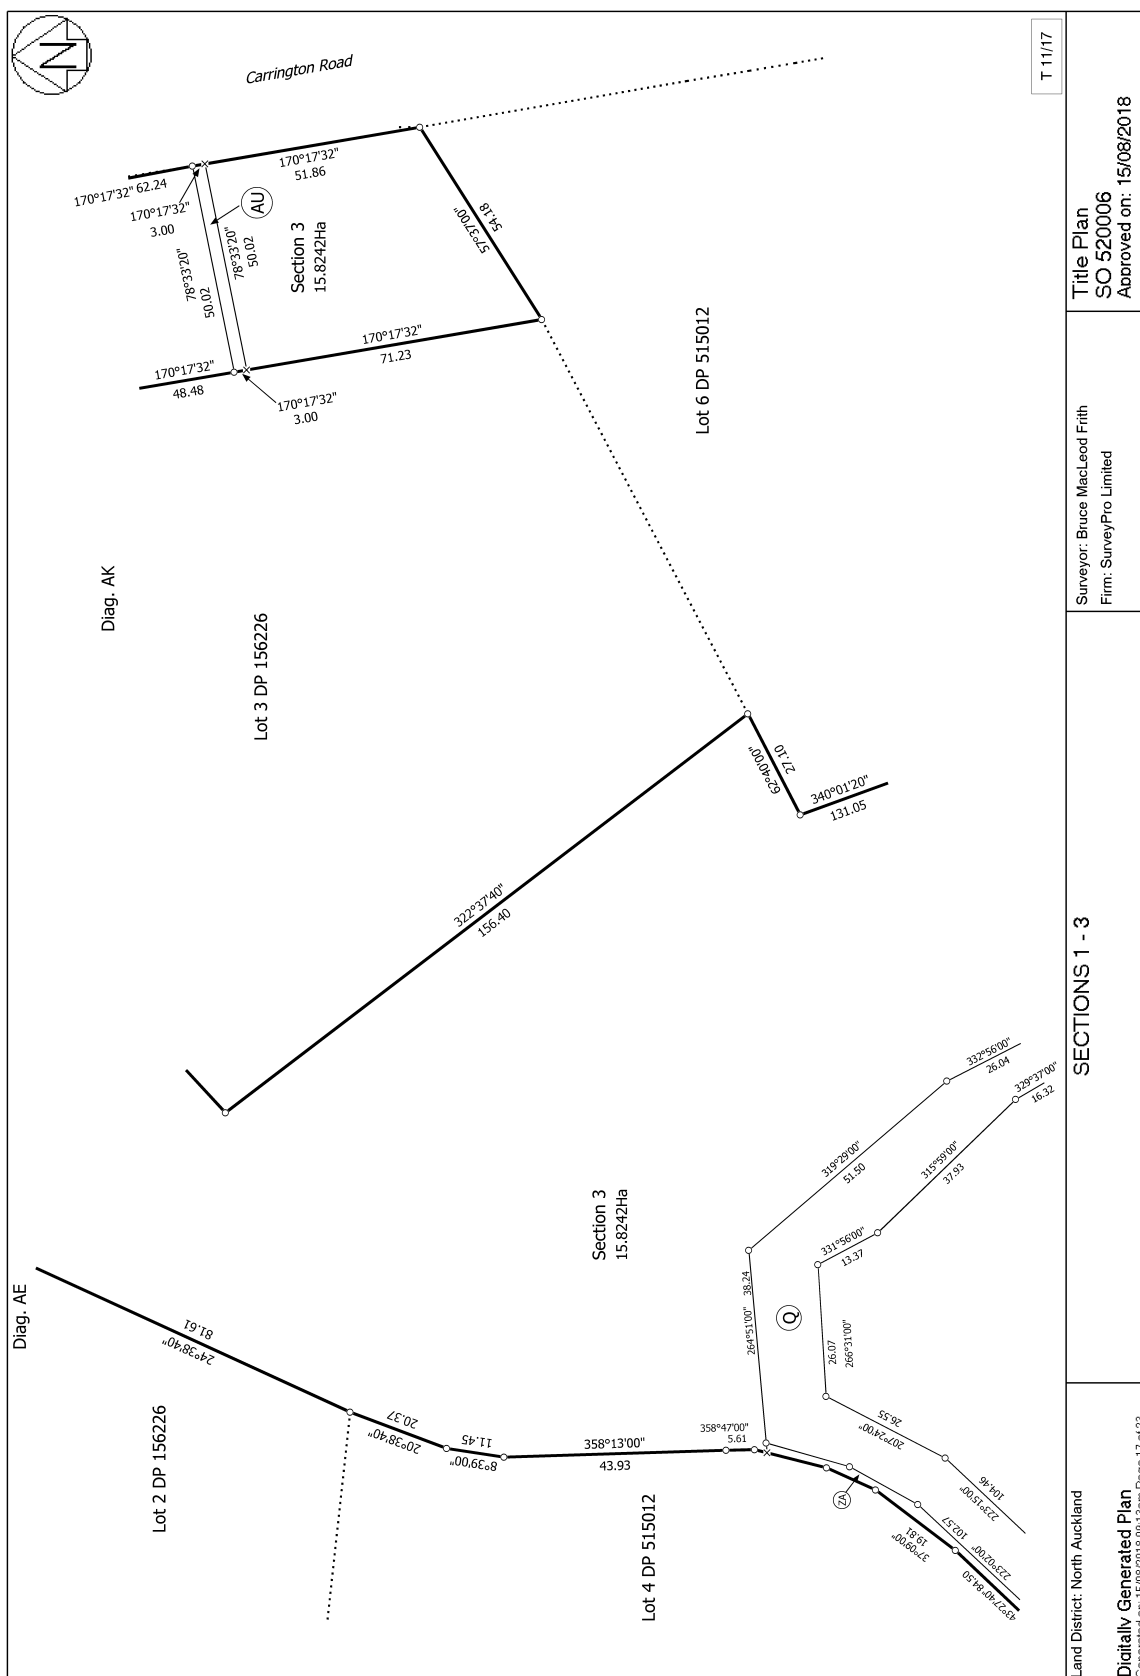 N
Carrington Road
T 11/17
170°17'32" 62.24
170°17'32"
3.00
AU
170°17'32"
51.86
78°33'20"
50.02
78°33'20"
50.02
Section 3
15.8242Ha
57°37'00"
54.18
170°17'32"
48.48
170°17'32"
71.23
170°17'32"
3.00
Lot 6 DP 515012
Diag. AK
Lot 3 DP 156226
62°40'00"
27.10
340°01'20"
131.05
322°37'40"
156.40
332°56'00"
26.04
329°37'00"
16.32
319°29'00"
51.50
315°59'00"
37.93
331°56'00"
13.37
Section 3
15.8242Ha
264°51'00" 38.24
Q
26.07
266°31'00"
Diag. AE
81.61
24°38'40"
20.37
20°38'40"
11.45
8°39'00"
358°13'00"
43.93
358°47'00"
5.61
Lot 2 DP 156226
Lot 4 DP 515012
26.55
207°24'00"
104.46
223°15'00"
ZA
102.57
223°02'00"
19.81
37°09'00"
43°27'40" 84.50
Land District: North Auckland
Digitally Generated Plan
SECTIONS 1 - 3
Surveyor: Bruce MacLeod Frith
Firm: SurveyPro Limited
Title Plan
SO 520006
Approved on: 15/08/2018